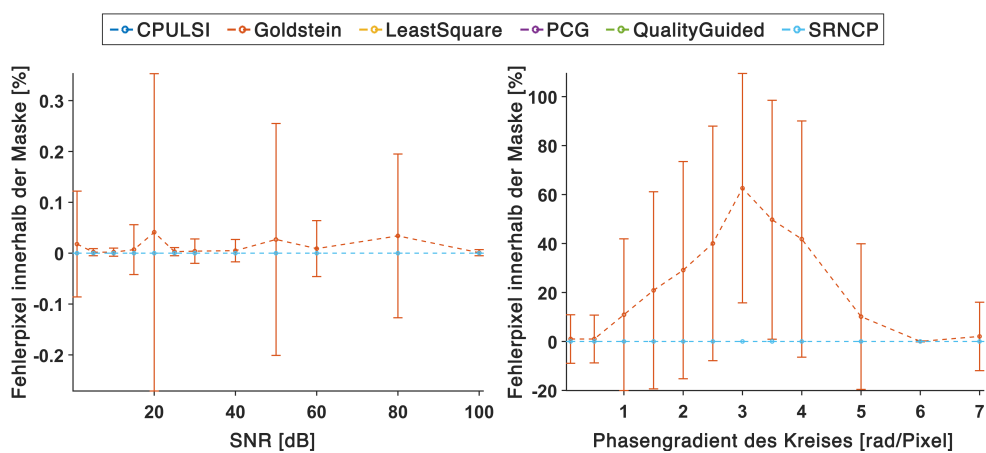 CPULSI Goldstein LeastSquare PCG QualityGuided SRNCP
Fehlerpixel innerhalb der Maske [%]
0.3
0.2
0.1
0
-0.1
-0.2
20 40 60 80 100
SNR [dB]
Fehlerpixel innerhalb der Maske [%]
100
80
60
40
20
0
-20
1 2 3 4 5 6 7
Phasengradient des Kreises [rad/Pixel]